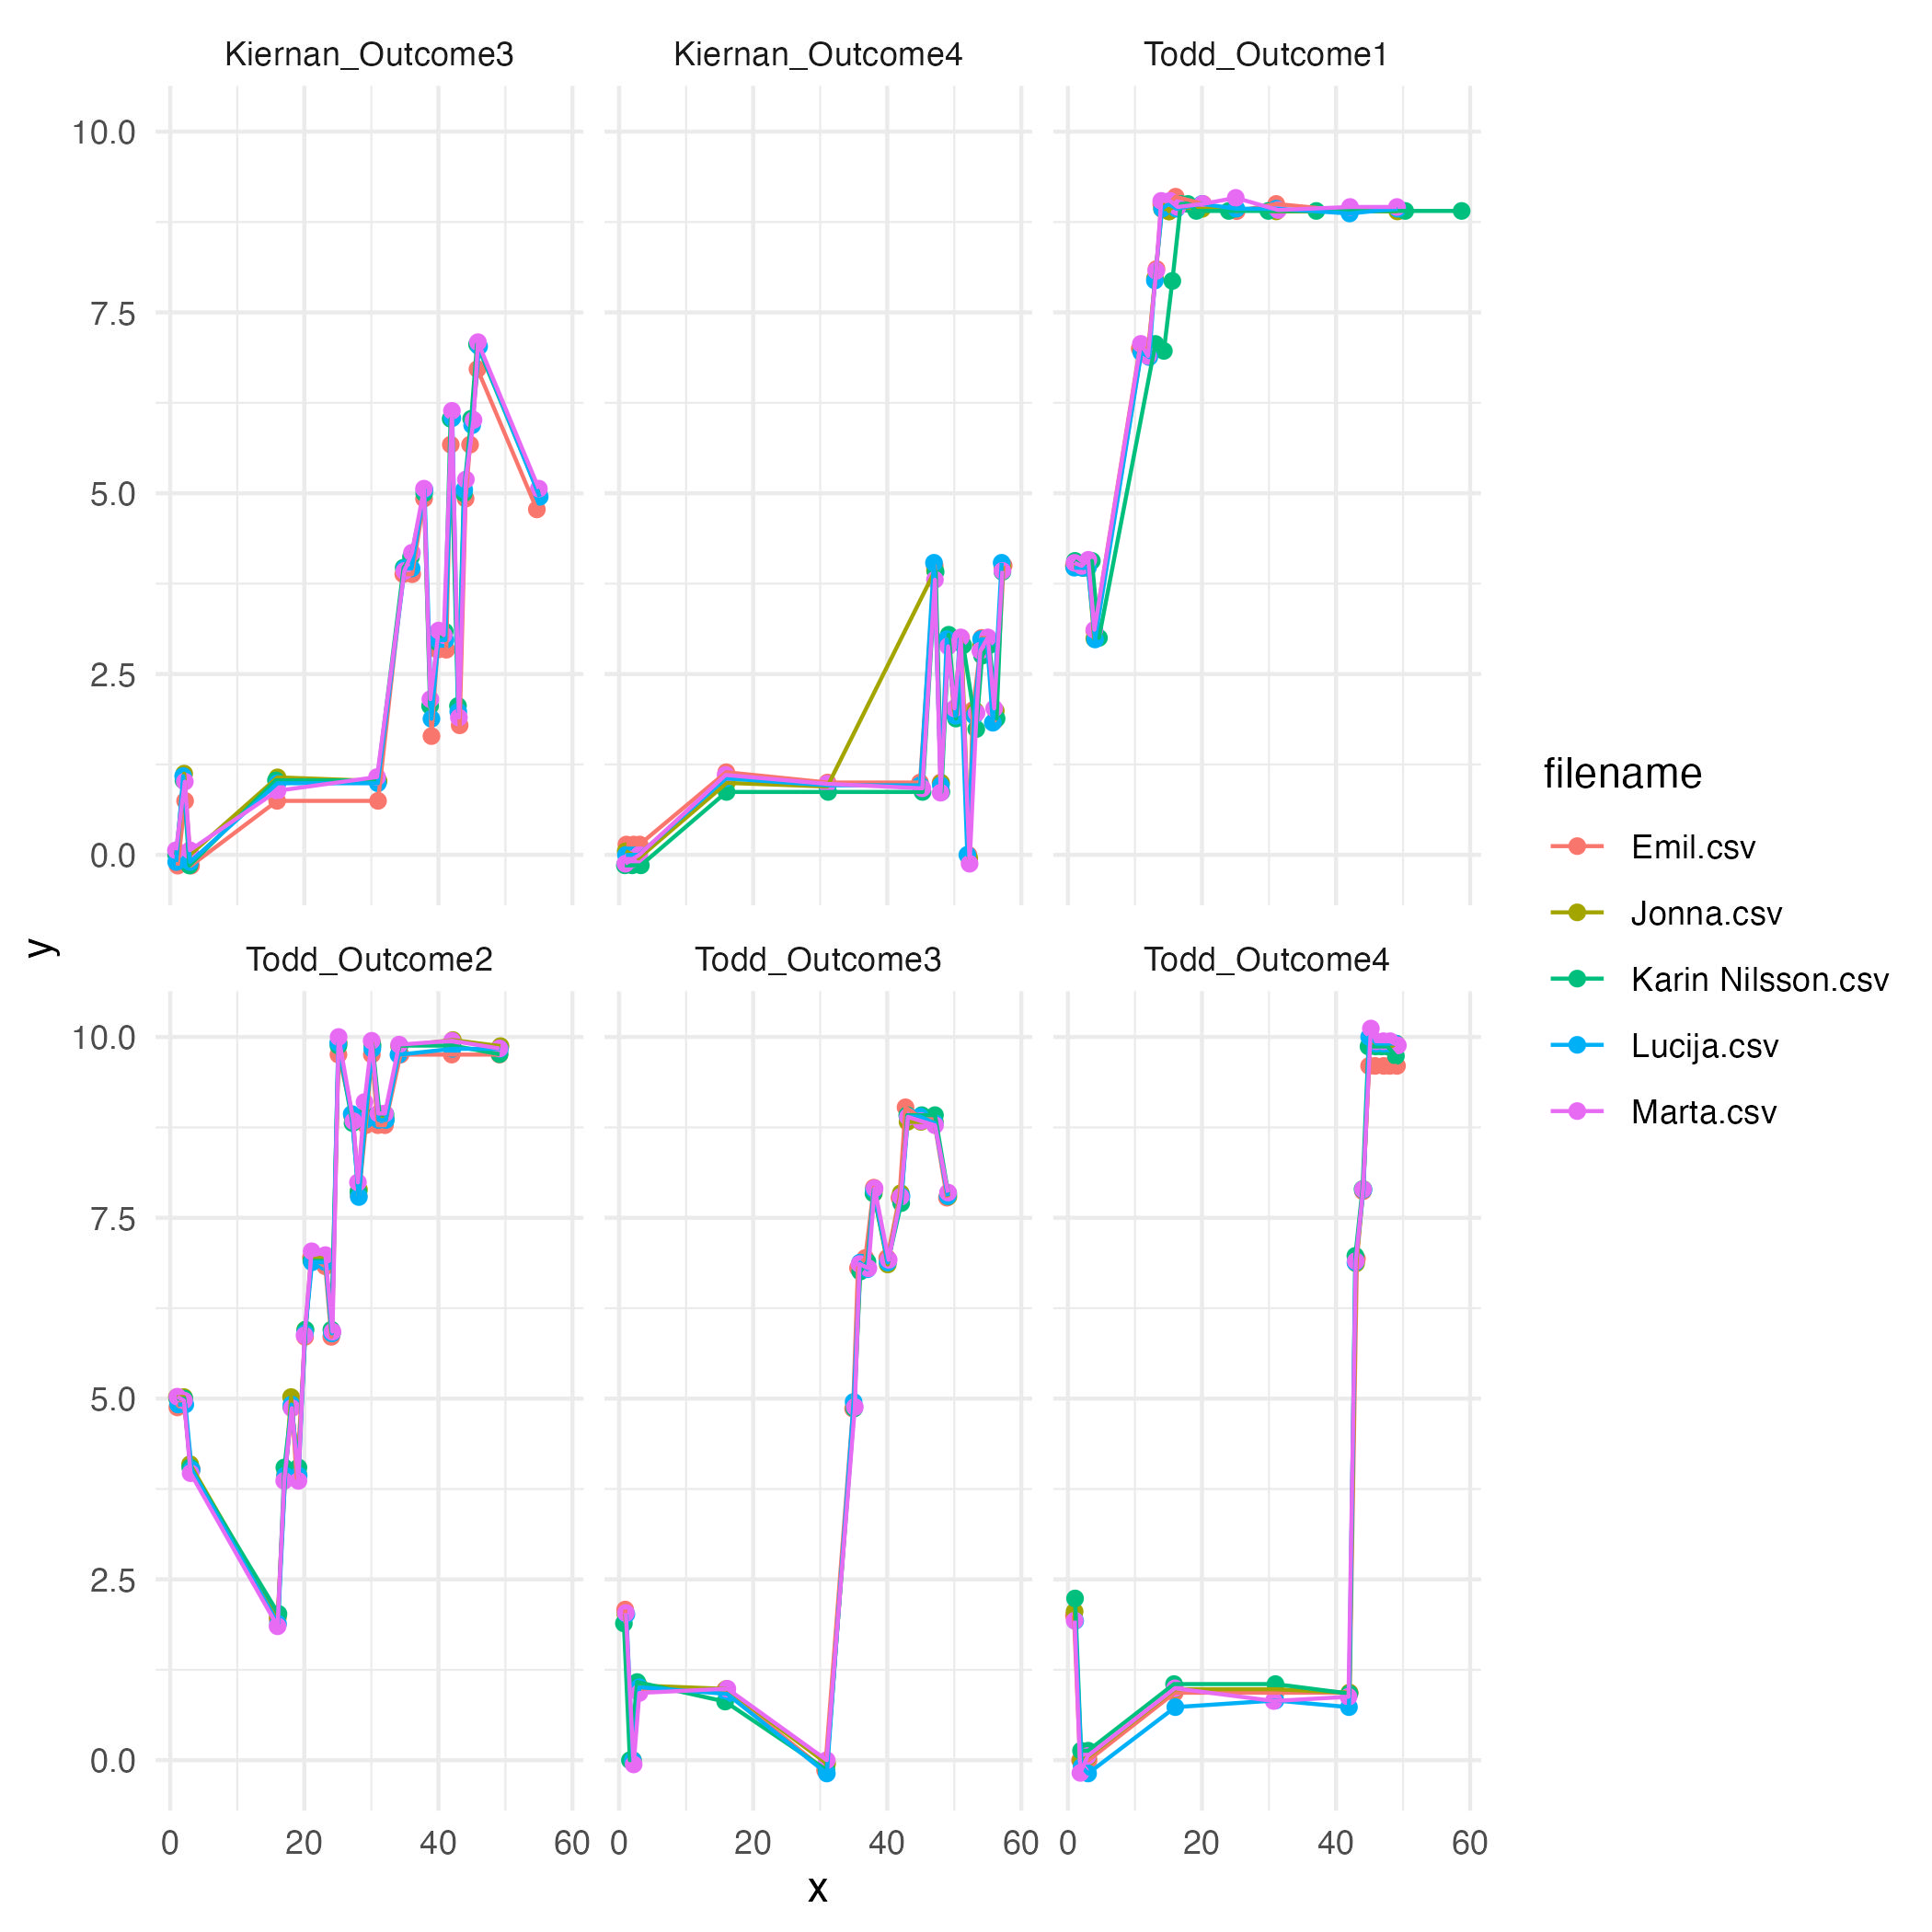 Kiernan_Outcome3 Kiernan_Outcome4 Todd_Outcome1
10.0
7.5
5.0
2.5
0.0
y
Todd_Outcome2 Todd_Outcome3 Todd_Outcome4
10.0
7.5
5.0
2.5
0.0
0 20 40 60 0 20 40 60 0 20 40 60
x
filename
Emil.csv
Jonna.csv
Karin Nilsson.csv
Lucija.csv
Marta.csv